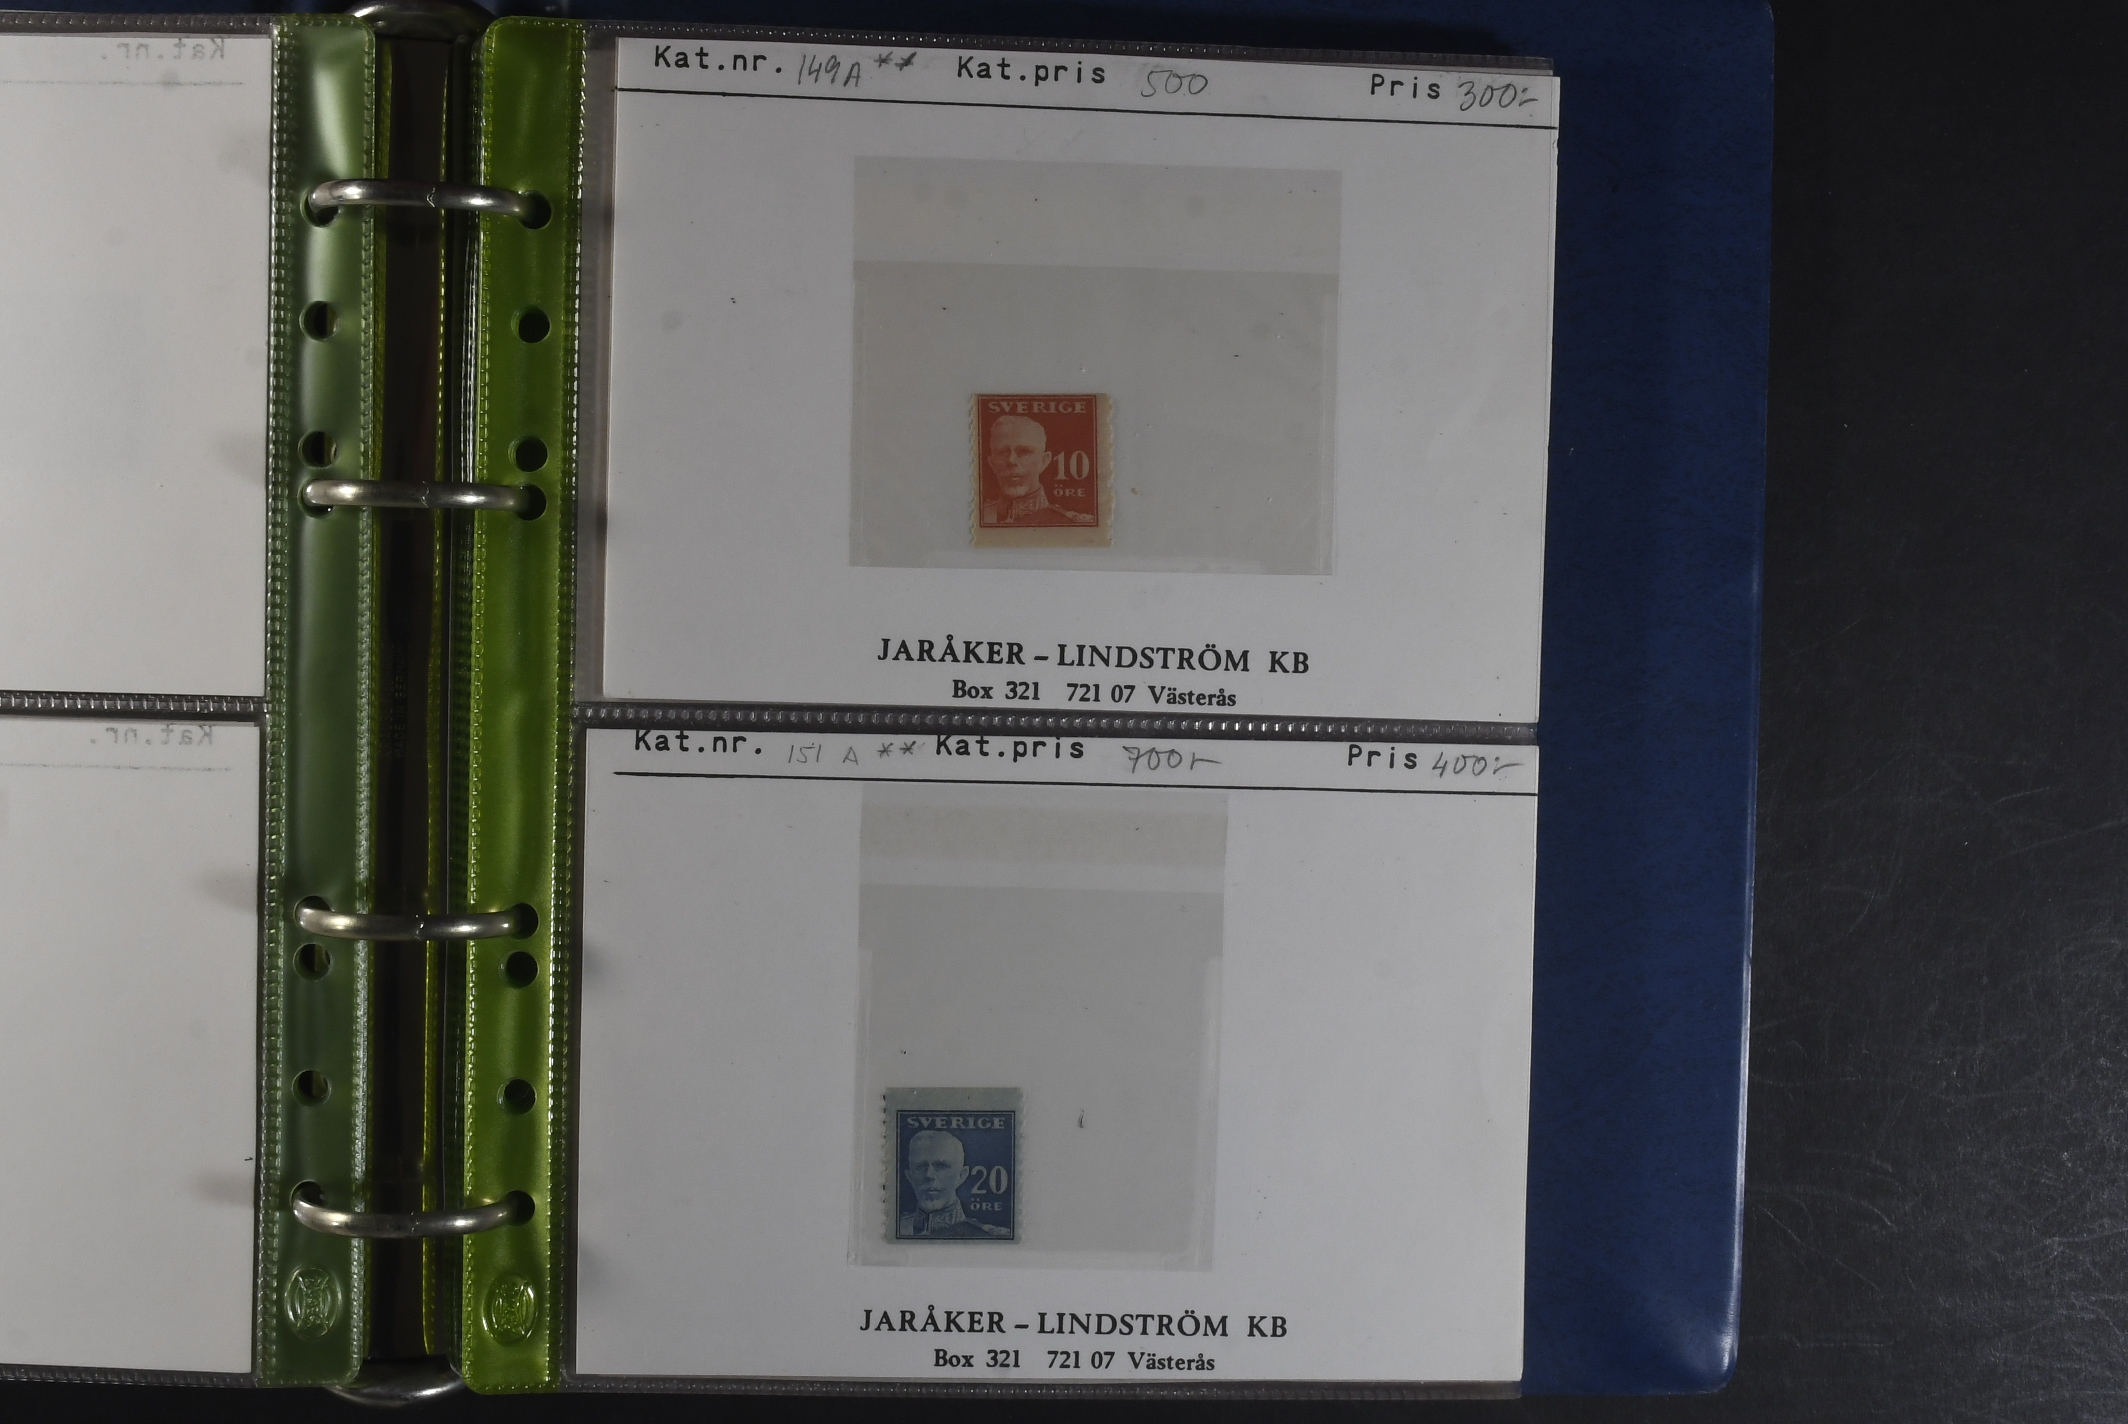 Kat.nr.
Kat.nr. 149A ** Kat.pris 500 Pris 300:-
SVERIGE
10
ÖRE
JARÅKER – LINDSTRÖM KB
Box 321 721 07 Västerås
Kat.nr.
Kat.nr. 151 A ** Kat.pris 700:- Pris 400:-
SVERIGE
20
ÖRE
JARÅKER – LINDSTRÖM KB
Box 321 721 07 Västerås